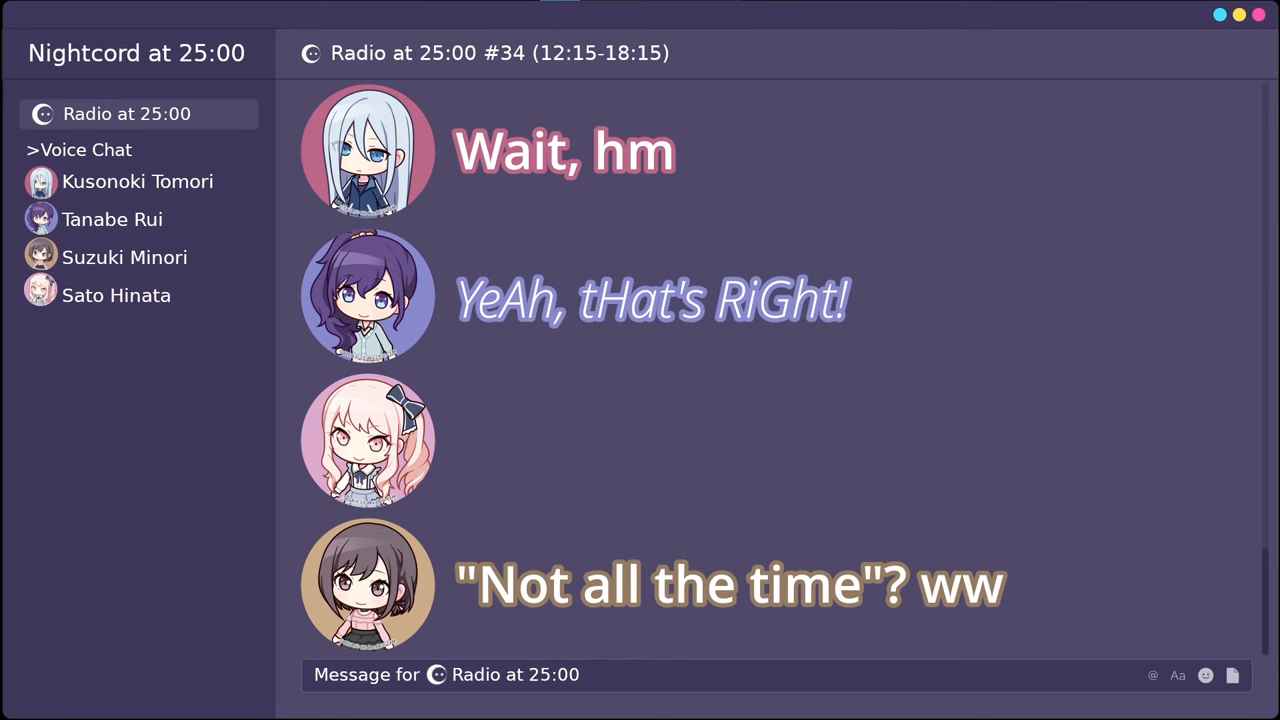 Nightcord at 25:00
Radio at 25:00 #34 (12:15-18:15)
Radio at 25:00
>Voice Chat
Kusonoki Tomori
Tanabe Rui
Suzuki Minori
Sato Hinata
Wait, hm
YeAh, tHat's RiGht!
"Not all the time"? ww
Message for Radio at 25:00
@ Aa